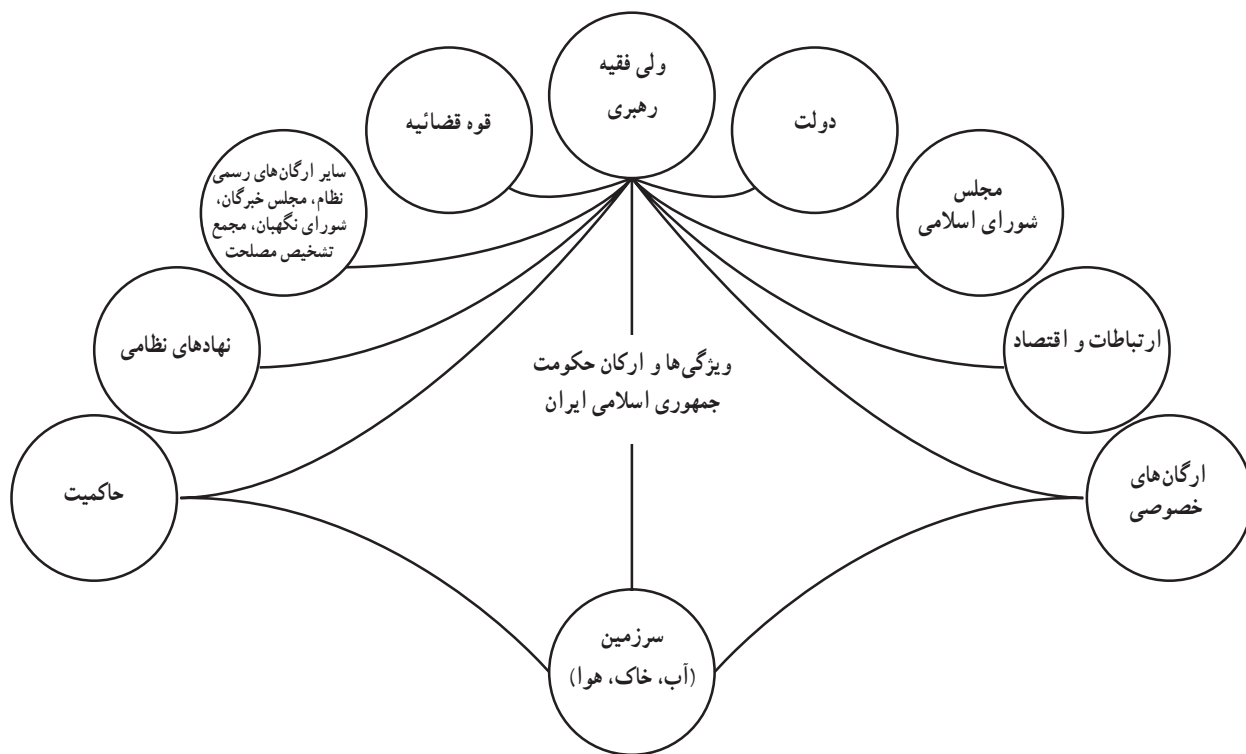 ولی فقیه
رهبری
دولت
قوه قضائیه
مجلس
شورای اسلامی
سایر ارگان‌های رسمی
نظام، مجلس خبرگان،
شورای نگهبان، مجمع
تشخیص مصلحت
ارتباطات و اقتصاد
نهادهای نظامی
ویژگی‌ها و ارکان حکومت
جمهوری اسلامی ایران
ارگان‌های
خصوصی
حاکمیت
سرزمین
(آب، خاک، هوا)